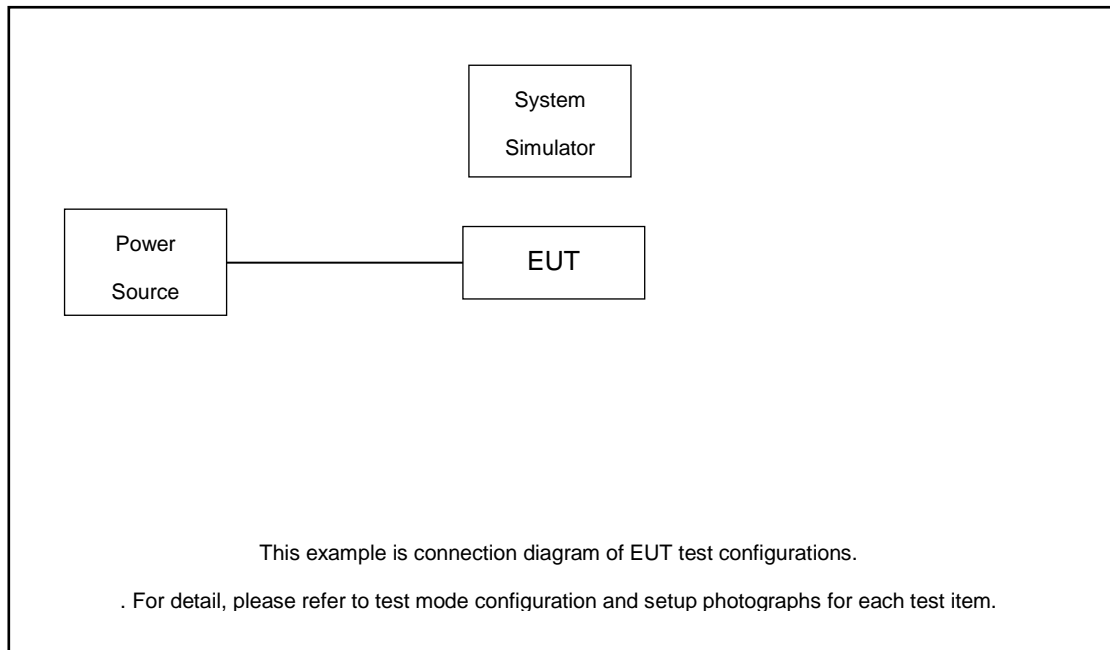 System
Simulator
Power
Source
EUT
This example is connection diagram of EUT test configurations.
. For detail, please refer to test mode configuration and setup photographs for each test item.